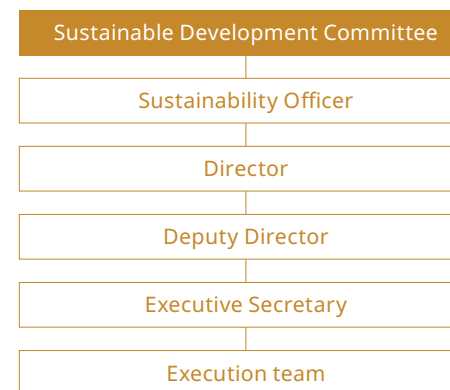 Sustainable Development Committee
Sustainability Officer
Director
Deputy Director
Executive Secretary
Execution team